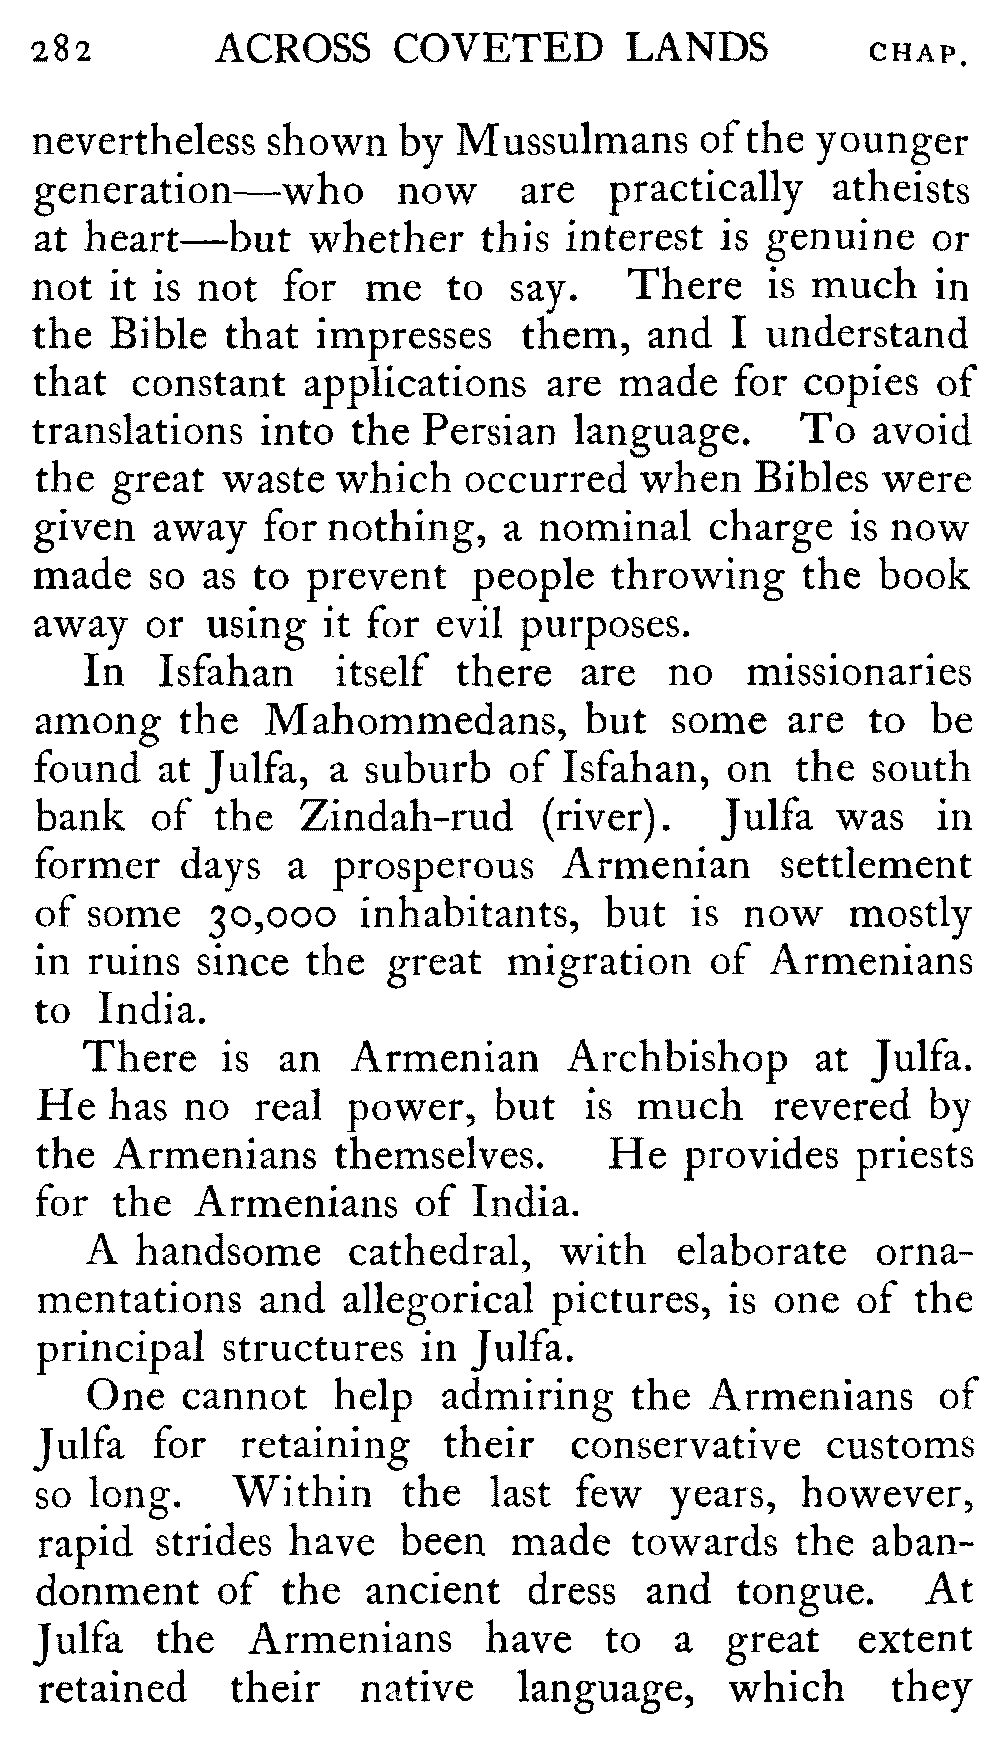 282 ACROSS COVETED LANDS CHAP.
nevertheless shown by Mussulmans of the younger
generation—who now are practically atheists
at heart—but whether this interest is genuine or
not it is not for me to say. There is much in
the Bible that impresses them, and I understand
that constant applications are made for copies of
translations into the Persian language. To avoid
the great waste which occurred when Bibles were
given away for nothing, a nominal charge is now
made so as to prevent people throwing the book
away or using it for evil purposes.
In Isfahan itself there are no missionaries
among the Mahommedans, but some are to be
found at Julfa, a suburb of Isfahan, on the south
bank of the Zindah-rud (river). Julfa was in
former days a prosperous Armenian settlement
of some 30,000 inhabitants, but is now mostly
in ruins since the great migration of Armenians
to India.
There is an Armenian Archbishop at Julfa.
He has no real power, but is much revered by
the Armenians themselves. He provides priests
for the Armenians of India.
A handsome cathedral, with elaborate orna-
mentations and allegorical pictures, is one of the
principal structures in Julfa.
One cannot help admiring the Armenians of
Julfa for retaining their conservative customs
so long. Within the last few years, however,
rapid strides have been made towards the aban-
donment of the ancient dress and tongue. At
Julfa the Armenians have to a great extent
retained their native language, which they